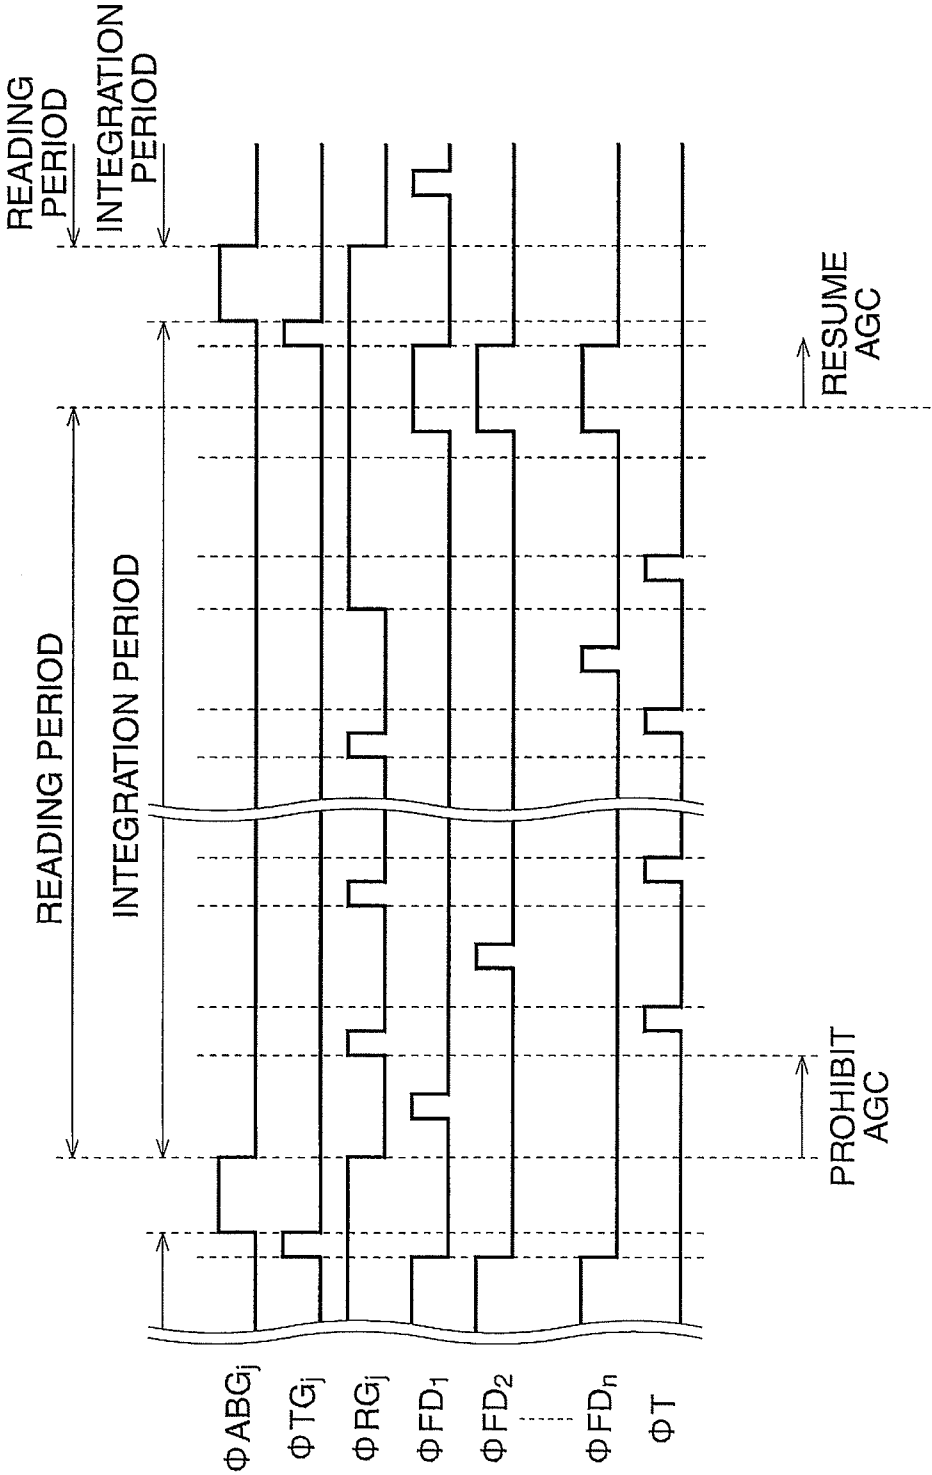 READING
PERIOD
INTEGRATION
PERIOD
READING PERIOD
INTEGRATION PERIOD
ΦABGj
ΦTGj
ΦRGj
ΦFD1
ΦFD2
ΦFDn
ΦT
PROHIBIT
AGC
RESUME
AGC